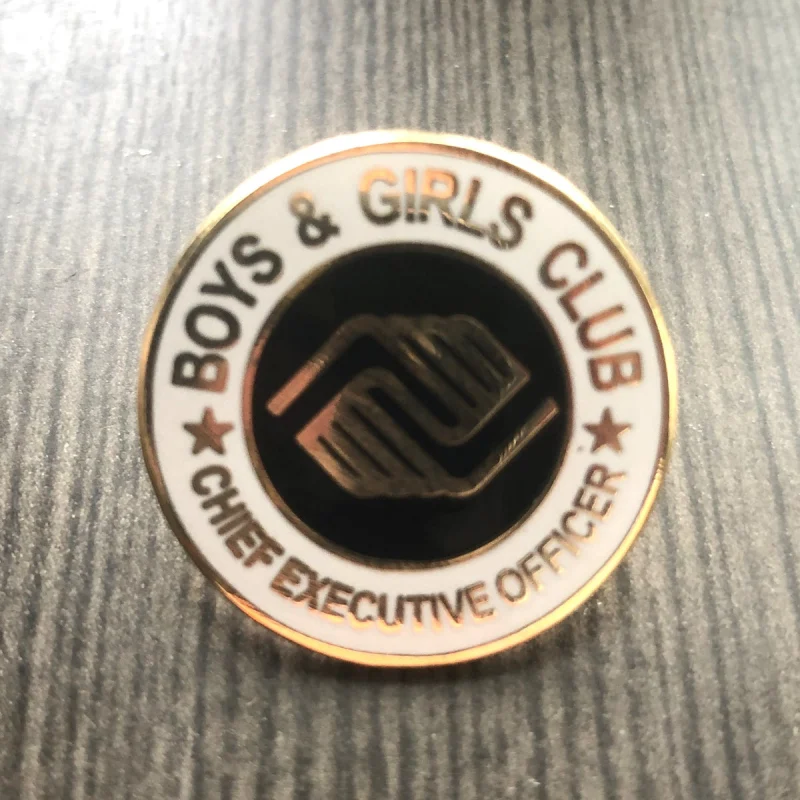 BOYS & GIRLS CLUB
CHIEF EXECUTIVE OFFICER